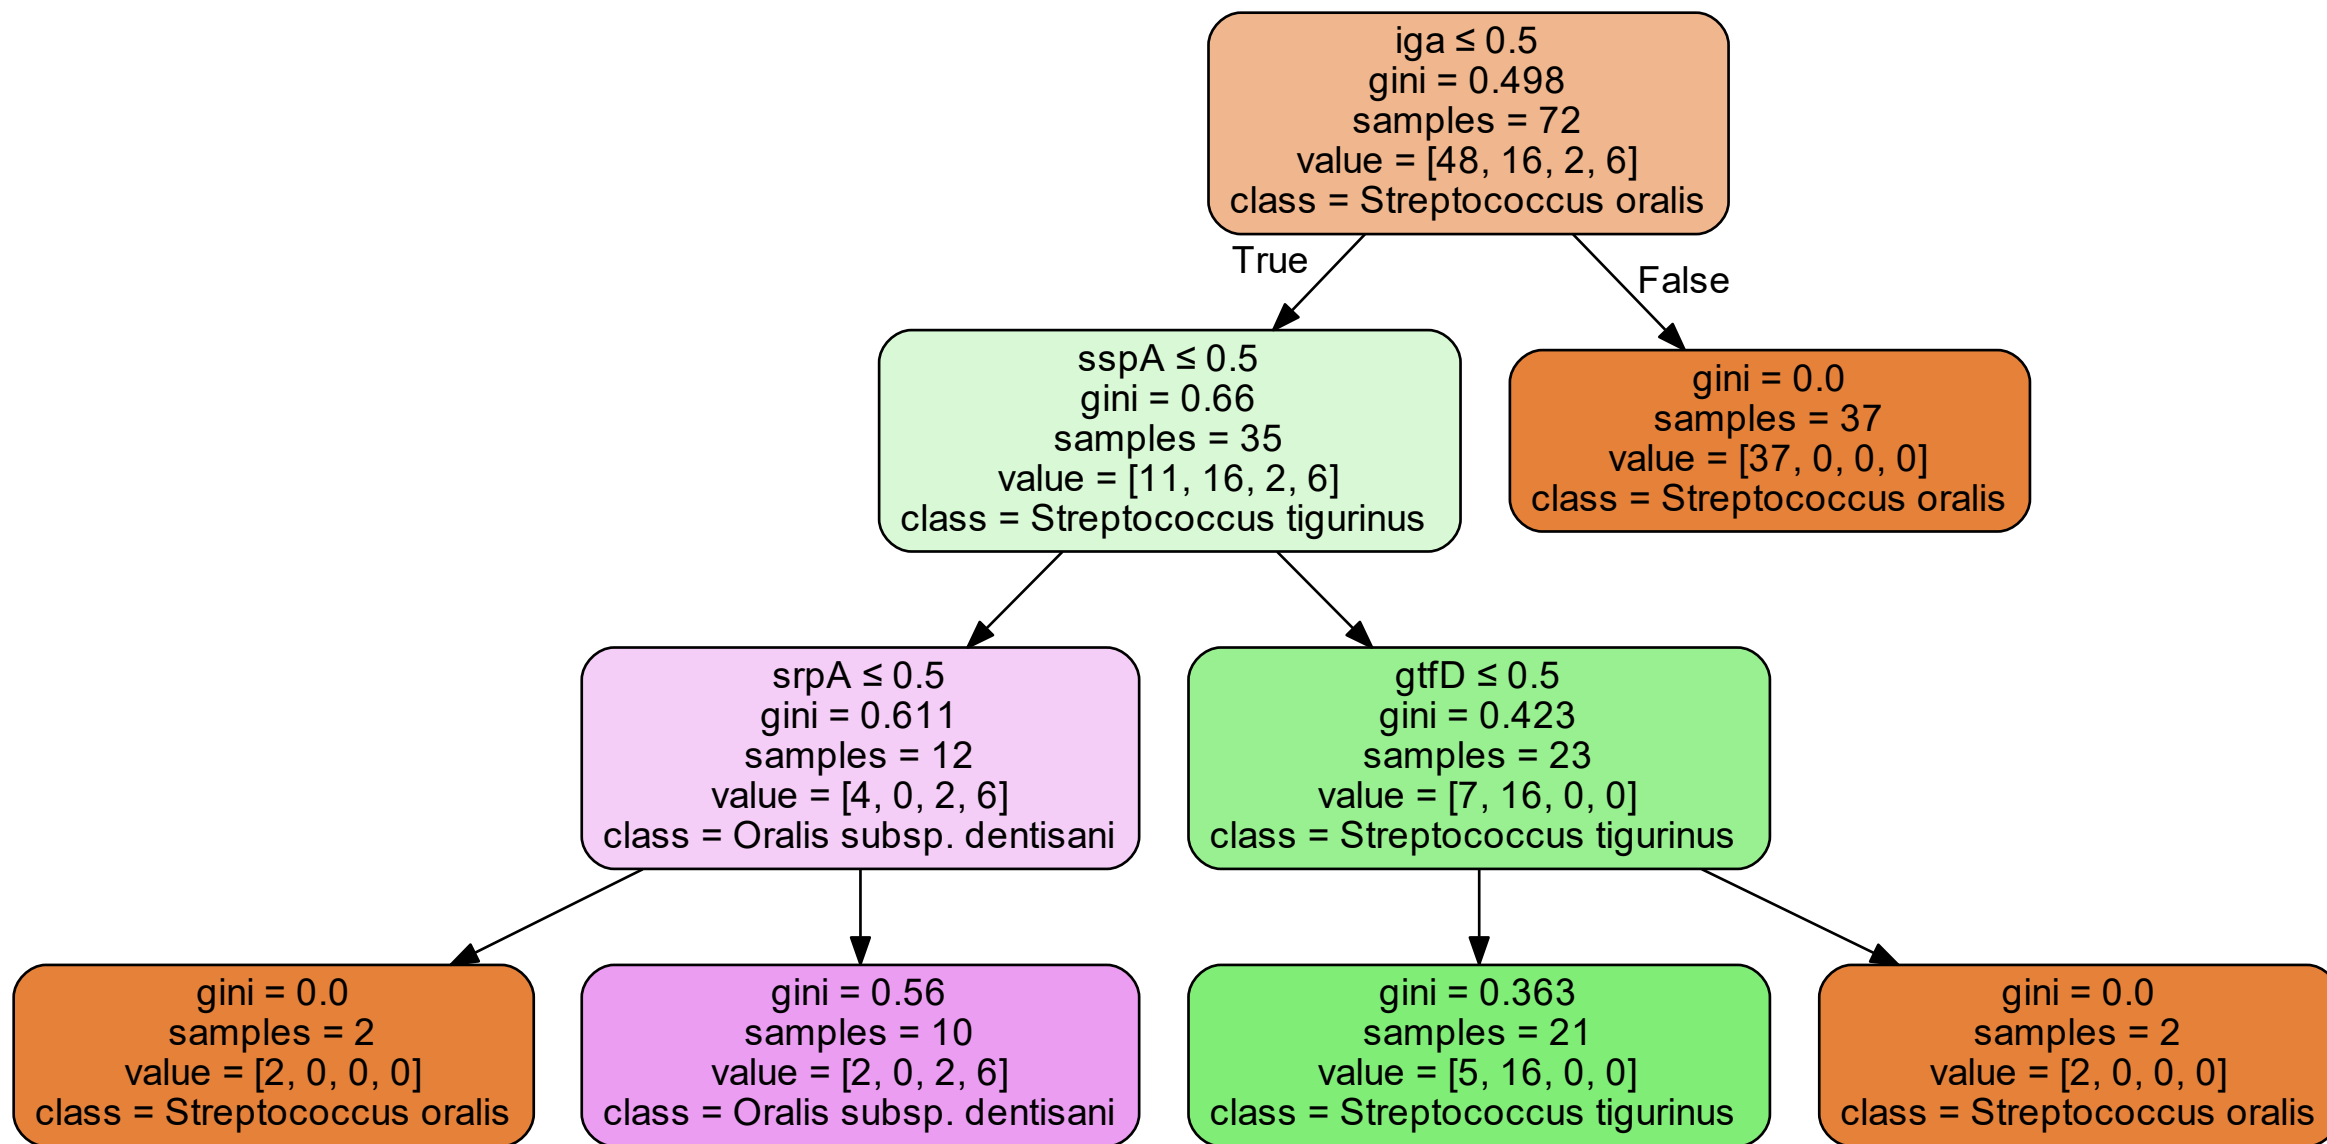 iga ≤ 0.5
gini = 0.498
samples = 72
value = [48, 16, 2, 6]
class = Streptococcus oralis
True
False
sspA ≤ 0.5
gini = 0.66
samples = 35
value = [11, 16, 2, 6]
class = Streptococcus tigurinus
gini = 0.0
samples = 37
value = [37, 0, 0, 0]
class = Streptococcus oralis
srpA ≤ 0.5
gini = 0.611
samples = 12
value = [4, 0, 2, 6]
class = Oralis subsp. dentisani
gtfD ≤ 0.5
gini = 0.423
samples = 23
value = [7, 16, 0, 0]
class = Streptococcus tigurinus
gini = 0.0
samples = 2
value = [2, 0, 0, 0]
class = Streptococcus oralis
gini = 0.56
samples = 10
value = [2, 0, 2, 6]
class = Oralis subsp. dentisani
gini = 0.363
samples = 21
value = [5, 16, 0, 0]
class = Streptococcus tigurinus
gini = 0.0
samples = 2
value = [2, 0, 0, 0]
class = Streptococcus oralis